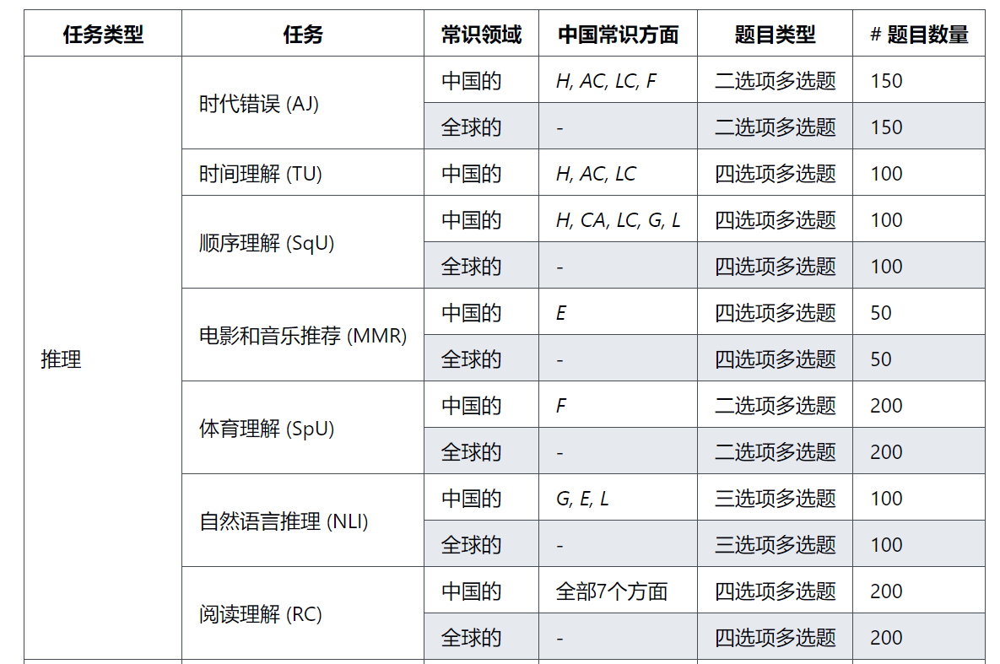 任务类型 任务 常识领域 中国常识方面 题目类型 # 题目数量
推理 时代错误 (AJ) 中国的 H, AC, LC, F 二选项多选题 150
全球的 - 二选项多选题 150
时间理解 (TU) 中国的 H, AC, LC 四选项多选题 100
顺序理解 (SqU) 中国的 H, CA, LC, G, L 四选项多选题 100
全球的 - 四选项多选题 100
电影和音乐推荐 (MMR) 中国的 E 四选项多选题 50
全球的 - 四选项多选题 50
体育理解 (SpU) 中国的 F 二选项多选题 200
全球的 - 二选项多选题 200
自然语言推理 (NLI) 中国的 G, E, L 三选项多选题 100
全球的 - 三选项多选题 100
阅读理解 (RC) 中国的 全部7个方面 四选项多选题 200
全球的 - 四选项多选题 200